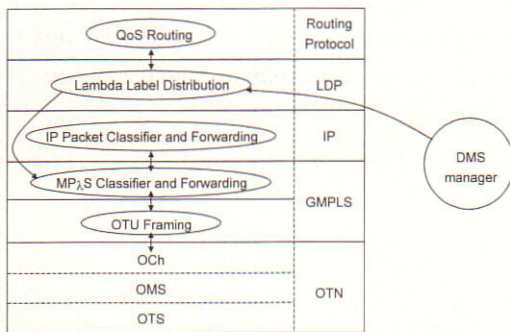 QoS Routing
Routing
Protocol
Lambda Label Distribution
LDP
IP Packet Classifier and Forwarding
IP
DMS
manager
MPλS Classifier and Forwarding
GMPLS
OTU Framing
OCh
OMS
OTN
OTS